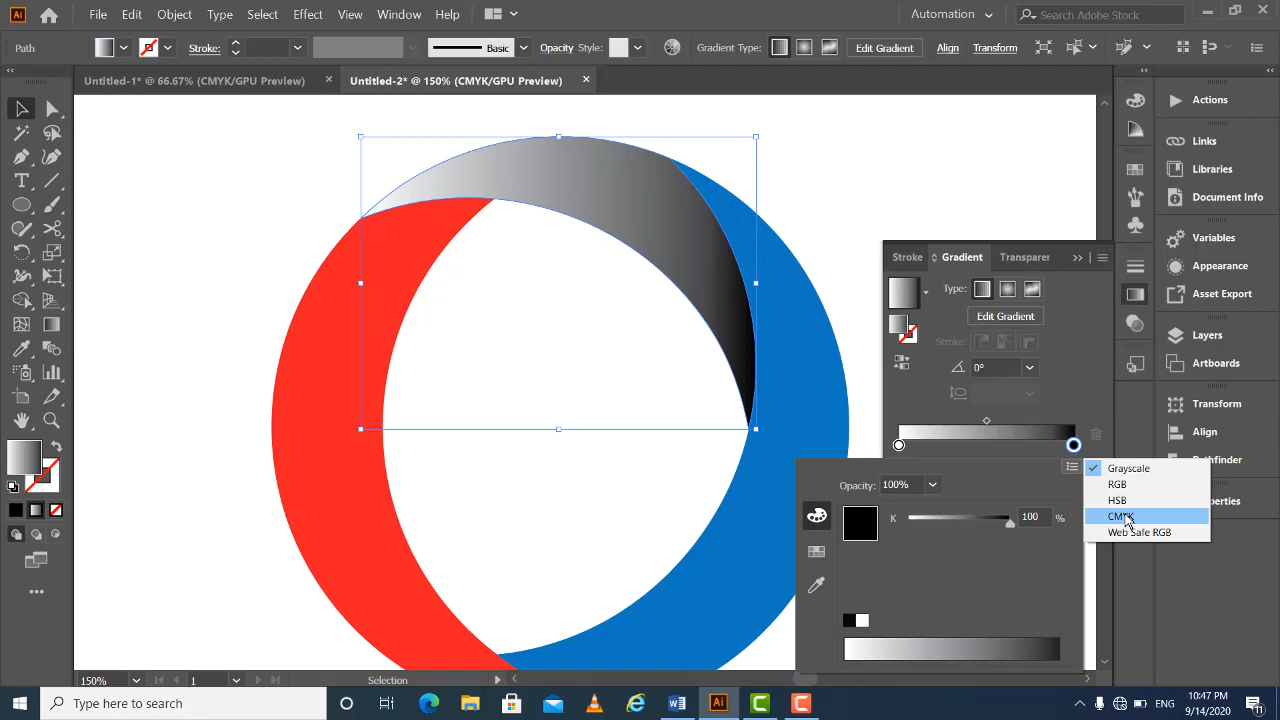 Ai File Edit Object Type Select Effect View Window Help Automation Search Adobe Stock
Path Stroke: Basic Opacity Style: Gradient Type: Edit Gradient Align Transform
Untitled-1* @ 66.67% (CMYK/GPU Preview) Untitled-2* @ 150% (CMYK/GPU Preview)
Actions
Links
Libraries
Document Info
Variables
Appearance
Asset Export
Layers
Artboards
Transform
Align
Pathfinder
Stroke Gradient Transparer
Type:
Edit Gradient
Stroke:
0°
Opacity: 100%
K 100 %
Grayscale
RGB
HSB
CMYK
Web Safe RGB
150% 1 Selection
Type here to search
Ai
ENG
10:47 PM
9/14/2020